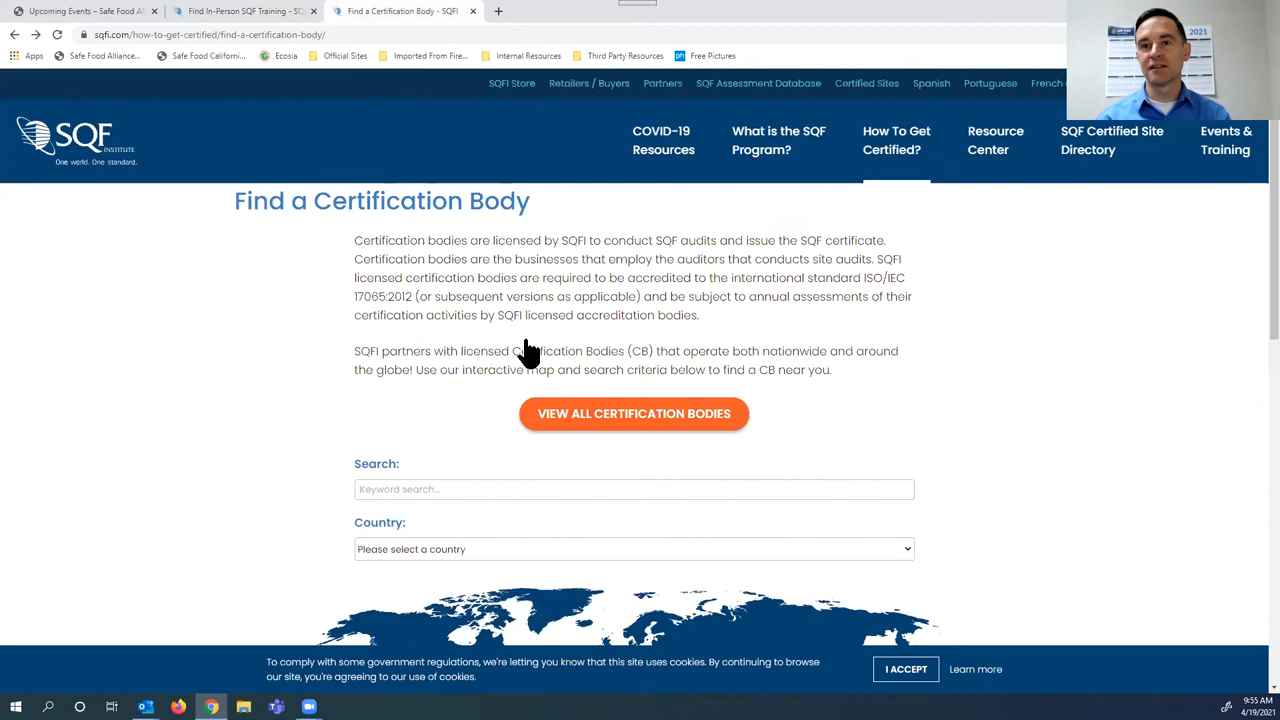 Upcoming Events – Safe Food Al
Find In-Person SQF Training - SQ
Find a Certification Body - SQFI
sqfi.com/how-to-get-certified/find-a-certification-body/
Apps
Safe Food Alliance...
Safe Food Californi...
Ecosia
Official Sites
Imported From Fire...
Internal Resources
Third Party Resources
Free Pictures
SQFI Store
Retailers / Buyers
Partners
SQF Assessment Database
Certified Sites
Spanish
Portuguese
French
2021
SQF
INSTITUTE
One world. One standard.
COVID-19
Resources
What is the SQF
Program?
How To Get
Certified?
Resource
Center
SQF Certified Site
Directory
Events &
Training
Find a Certification Body
Certification bodies are licensed by SQFI to conduct SQF audits and issue the SQF certificate.
Certification bodies are the businesses that employ the auditors that conducts site audits. SQFI
licensed certification bodies are required to be accredited to the international standard ISO/IEC
17065:2012 (or subsequent versions as applicable) and be subject to annual assessments of their
certification activities by SQFI licensed accreditation bodies.
SQFI partners with licensed Certification Bodies (CB) that operate both nationwide and around
the globe! Use our interactive map and search criteria below to find a CB near you.
VIEW ALL CERTIFICATION BODIES
Search:
Keyword search...
Country:
Please select a country
To comply with some government regulations, we're letting you know that this site uses cookies. By continuing to browse
our site, you're agreeing to our use of cookies.
I ACCEPT
Learn more
9:55 AM
4/19/2021